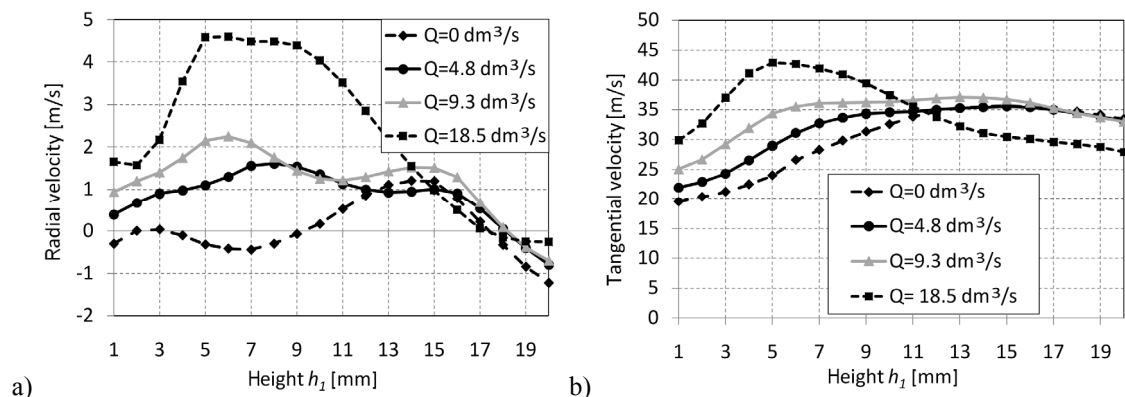 5
4
3
2
1
0
-1
-2
Radial velocity [m/s]
Q=0 dm³/s
Q=4.8 dm³/s
Q=9.3 dm³/s
Q=18.5 dm³/s
1 3 5 7 9 11 13 15 17 19
Height h₁ [mm]
a)
50
45
40
35
30
25
20
15
10
5
0
Tangential velocity [m/s]
Q=0 dm³/s
Q=4.8 dm³/s
Q=9.3 dm³/s
Q= 18.5 dm³/s
1 3 5 7 9 11 13 15 17 19
Height h₁ [mm]
b)